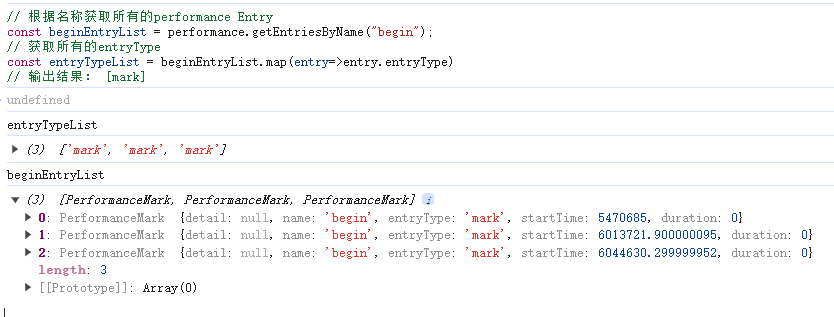 // 根据名称获取所有的performance Entry
const beginEntryList = performance.getEntriesByName("begin");
// 获取所有的entryType
const entryTypeList = beginEntryList.map(entry=>entry.entryType)
// 输出结果： [mark]
undefined
entryTypeList
(3) ['mark', 'mark', 'mark']
beginEntryList
(3) [PerformanceMark, PerformanceMark, PerformanceMark] i
0: PerformanceMark {detail: null, name: 'begin', entryType: 'mark', startTime: 5470685, duration: 0}
1: PerformanceMark {detail: null, name: 'begin', entryType: 'mark', startTime: 6013721.900000095, duration: 0}
2: PerformanceMark {detail: null, name: 'begin', entryType: 'mark', startTime: 6044630.299999952, duration: 0}
length: 3
[[Prototype]]: Array(0)